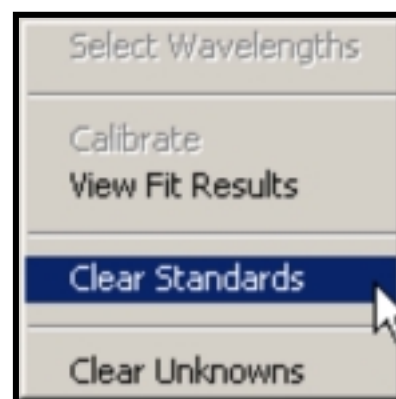 Select Wavelengths
Calibrate
View Fit Results
Clear Standards
Clear Unknowns